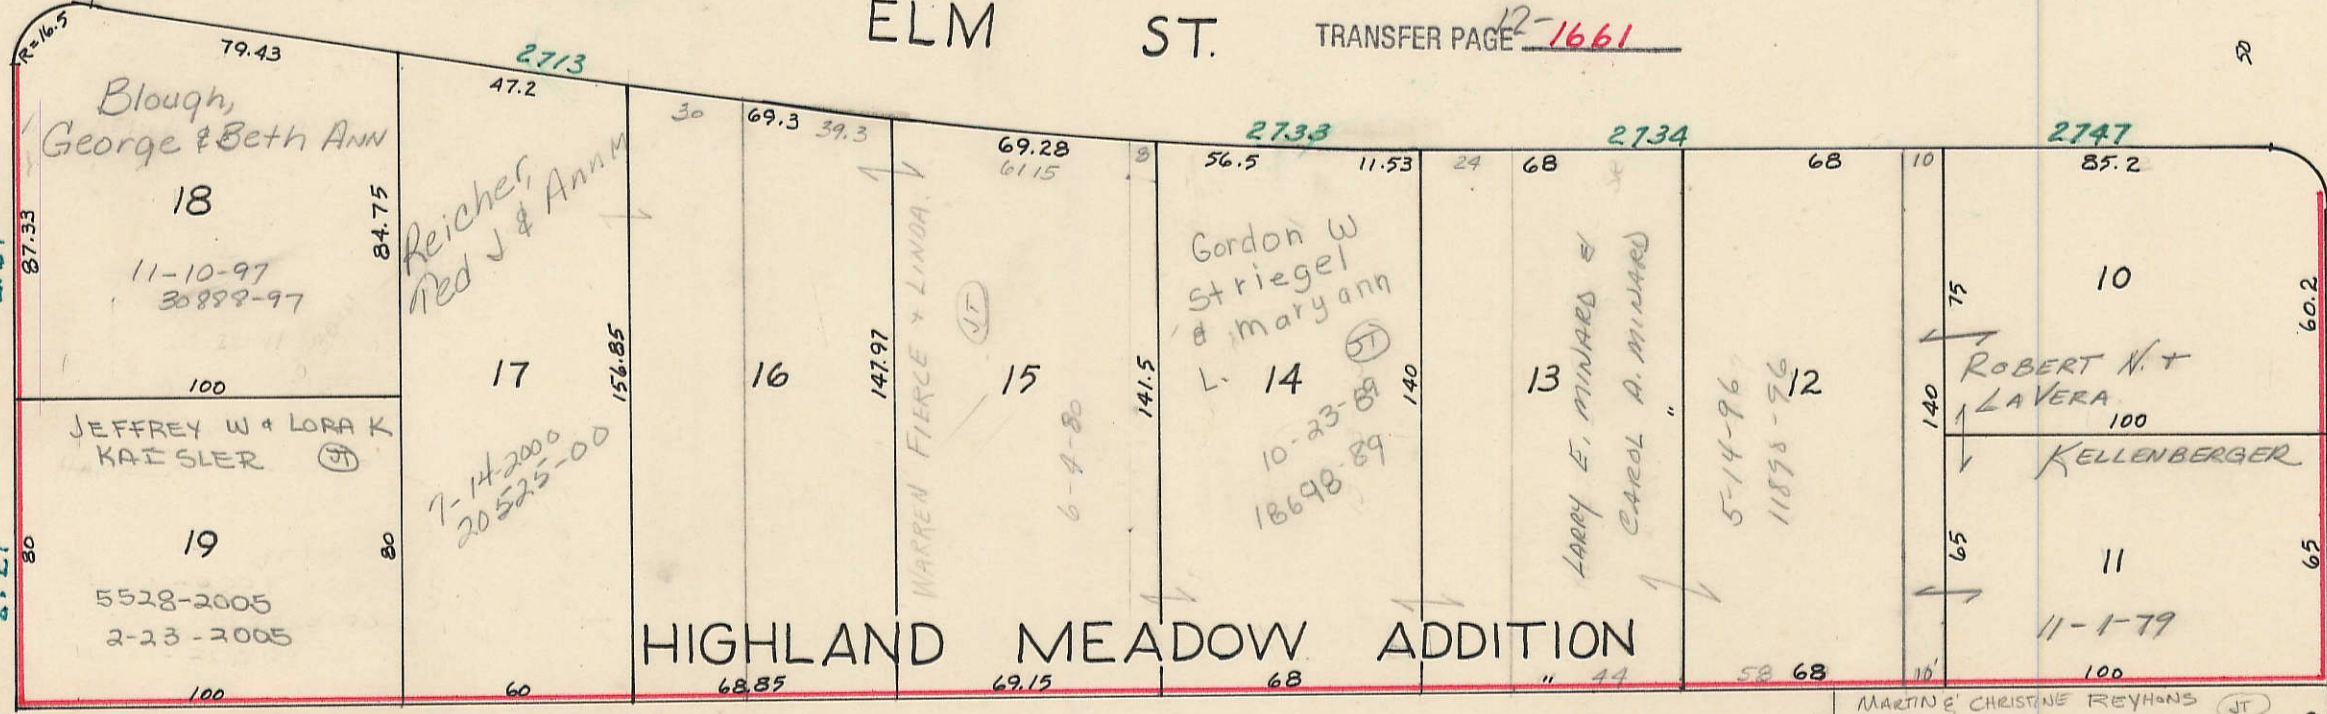 ELM ST.
TRANSFER PAGE 12-1661
50
R=16.5
79.43
2713
47.2
30
69.3
39.3
69.28
61.15
8
2733
56.5
11.53
24
68
2734
68
10
2747
85.2
Blough,
George & Beth ANN
18
11-10-97
30888-97
87.33
84.75
100
JEFFREY W & LORA K
KAISLER JT
19
5528-2005
2-23-2005
80
80
100
Reicher,
Ted J & Ann M
17
7-14-2000
20525-00
156.85
60
16
147.97
68.85
WARREN FIERCE & LINDA.
JT
15
6-4-80
141.5
69.15
Gordon W
Striegel
& maryann
L.
JT
14
10-23-89
18698-89
140
68
13
LARRY E. MINARD &
CAROL A. MINARD
"
" 44
12
5-14-96
11898-96
140
58 68
10'
10
75
60.2
ROBERT N. +
LAVERA
100
KELLENBERGER
65
11
65
11-1-79
100
HIGHLAND MEADOW ADDITION
MARTIN & CHRISTINE REYHONS JT